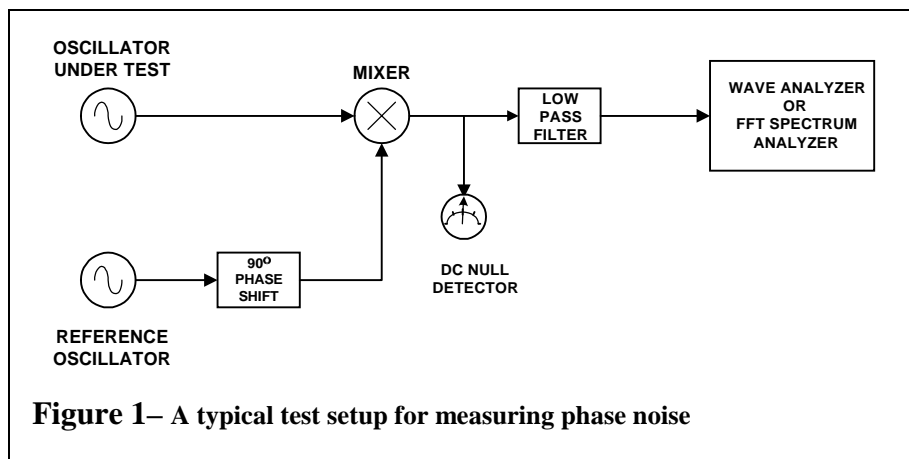 OSCILLATOR
UNDER TEST
MIXER
LOW
PASS
FILTER
WAVE ANALYZER
OR
FFT SPECTRUM
ANALYZER
90º
PHASE
SHIFT
DC NULL
DETECTOR
REFERENCE
OSCILLATOR
Figure 1– A typical test setup for measuring phase noise